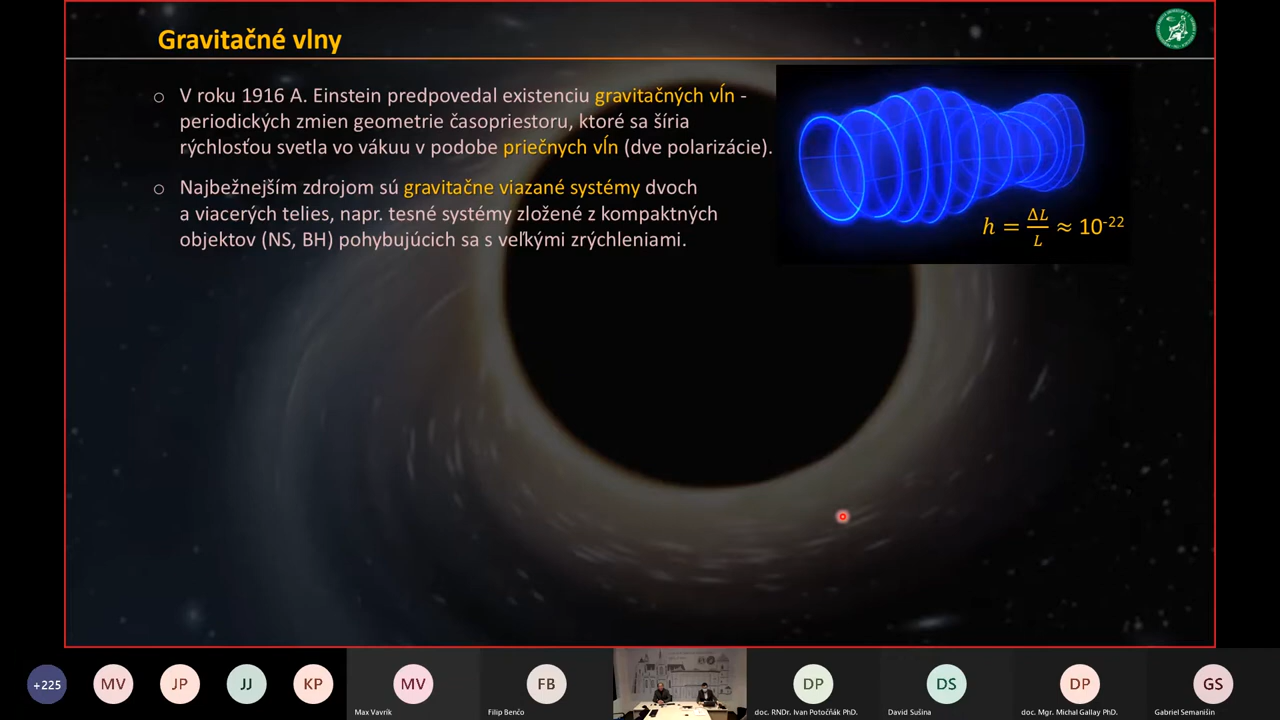 Gravitačné vlny
V roku 1916 A. Einstein predpovedal existenciu gravitačných vĺn -
periodických zmien geometrie časopriestoru, ktoré sa šíria
rýchlosťou svetla vo vákuu v podobe priečnych vĺn (dve polarizácie).
Najbežnejším zdrojom sú gravitačne viazané systémy dvoch
a viacerých telies, napr. tesné systémy zložené z kompaktných
objektov (NS, BH) pohybujúcich sa s veľkými zrýchleniami.
h = ΔL/L ≈ 10⁻²²
+225
MV
JP
JJ
KP
MV
FB
DP
DS
DP
GS
Max Vavrík
Filip Benčo
doc. RNDr. Ivan Potočňák PhD.
David Sušina
doc. Mgr. Michal Gallay PhD.
Gabriel Semanišin